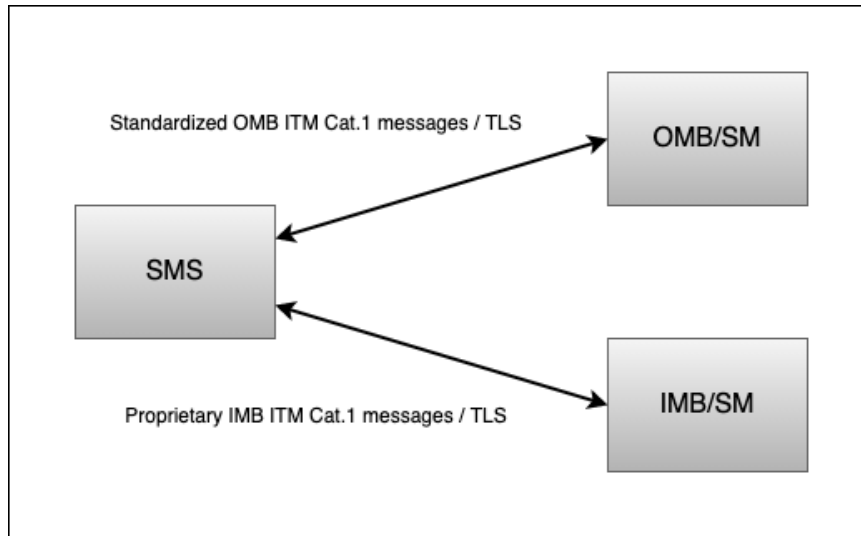 Standardized OMB ITM Cat.1 messages / TLS
OMB/SM
SMS
IMB/SM
Proprietary IMB ITM Cat.1 messages / TLS